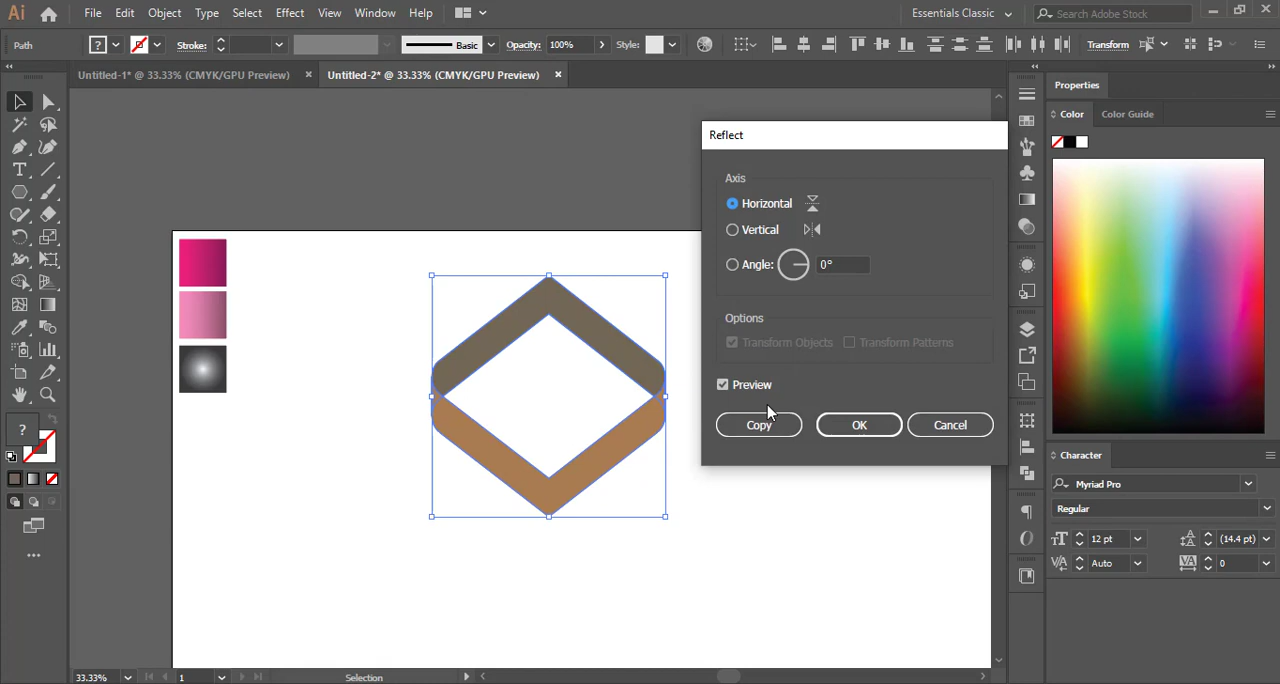 Ai File Edit Object Type Select Effect View Window Help Essentials Classic Search Adobe Stock
Path ? Stroke: Basic Opacity: 100% Style: Transform
Untitled-1* @ 33.33% (CMYK/GPU Preview) Untitled-2* @ 33.33% (CMYK/GPU Preview)
Properties
Color Color Guide
Reflect
Axis
Horizontal
Vertical
Angle: 0°
Options
Transform Objects Transform Patterns
Preview
Copy OK Cancel
?
Character
Myriad Pro
Regular
12 pt (14.4 pt)
Auto 0
33.33% 1 Selection